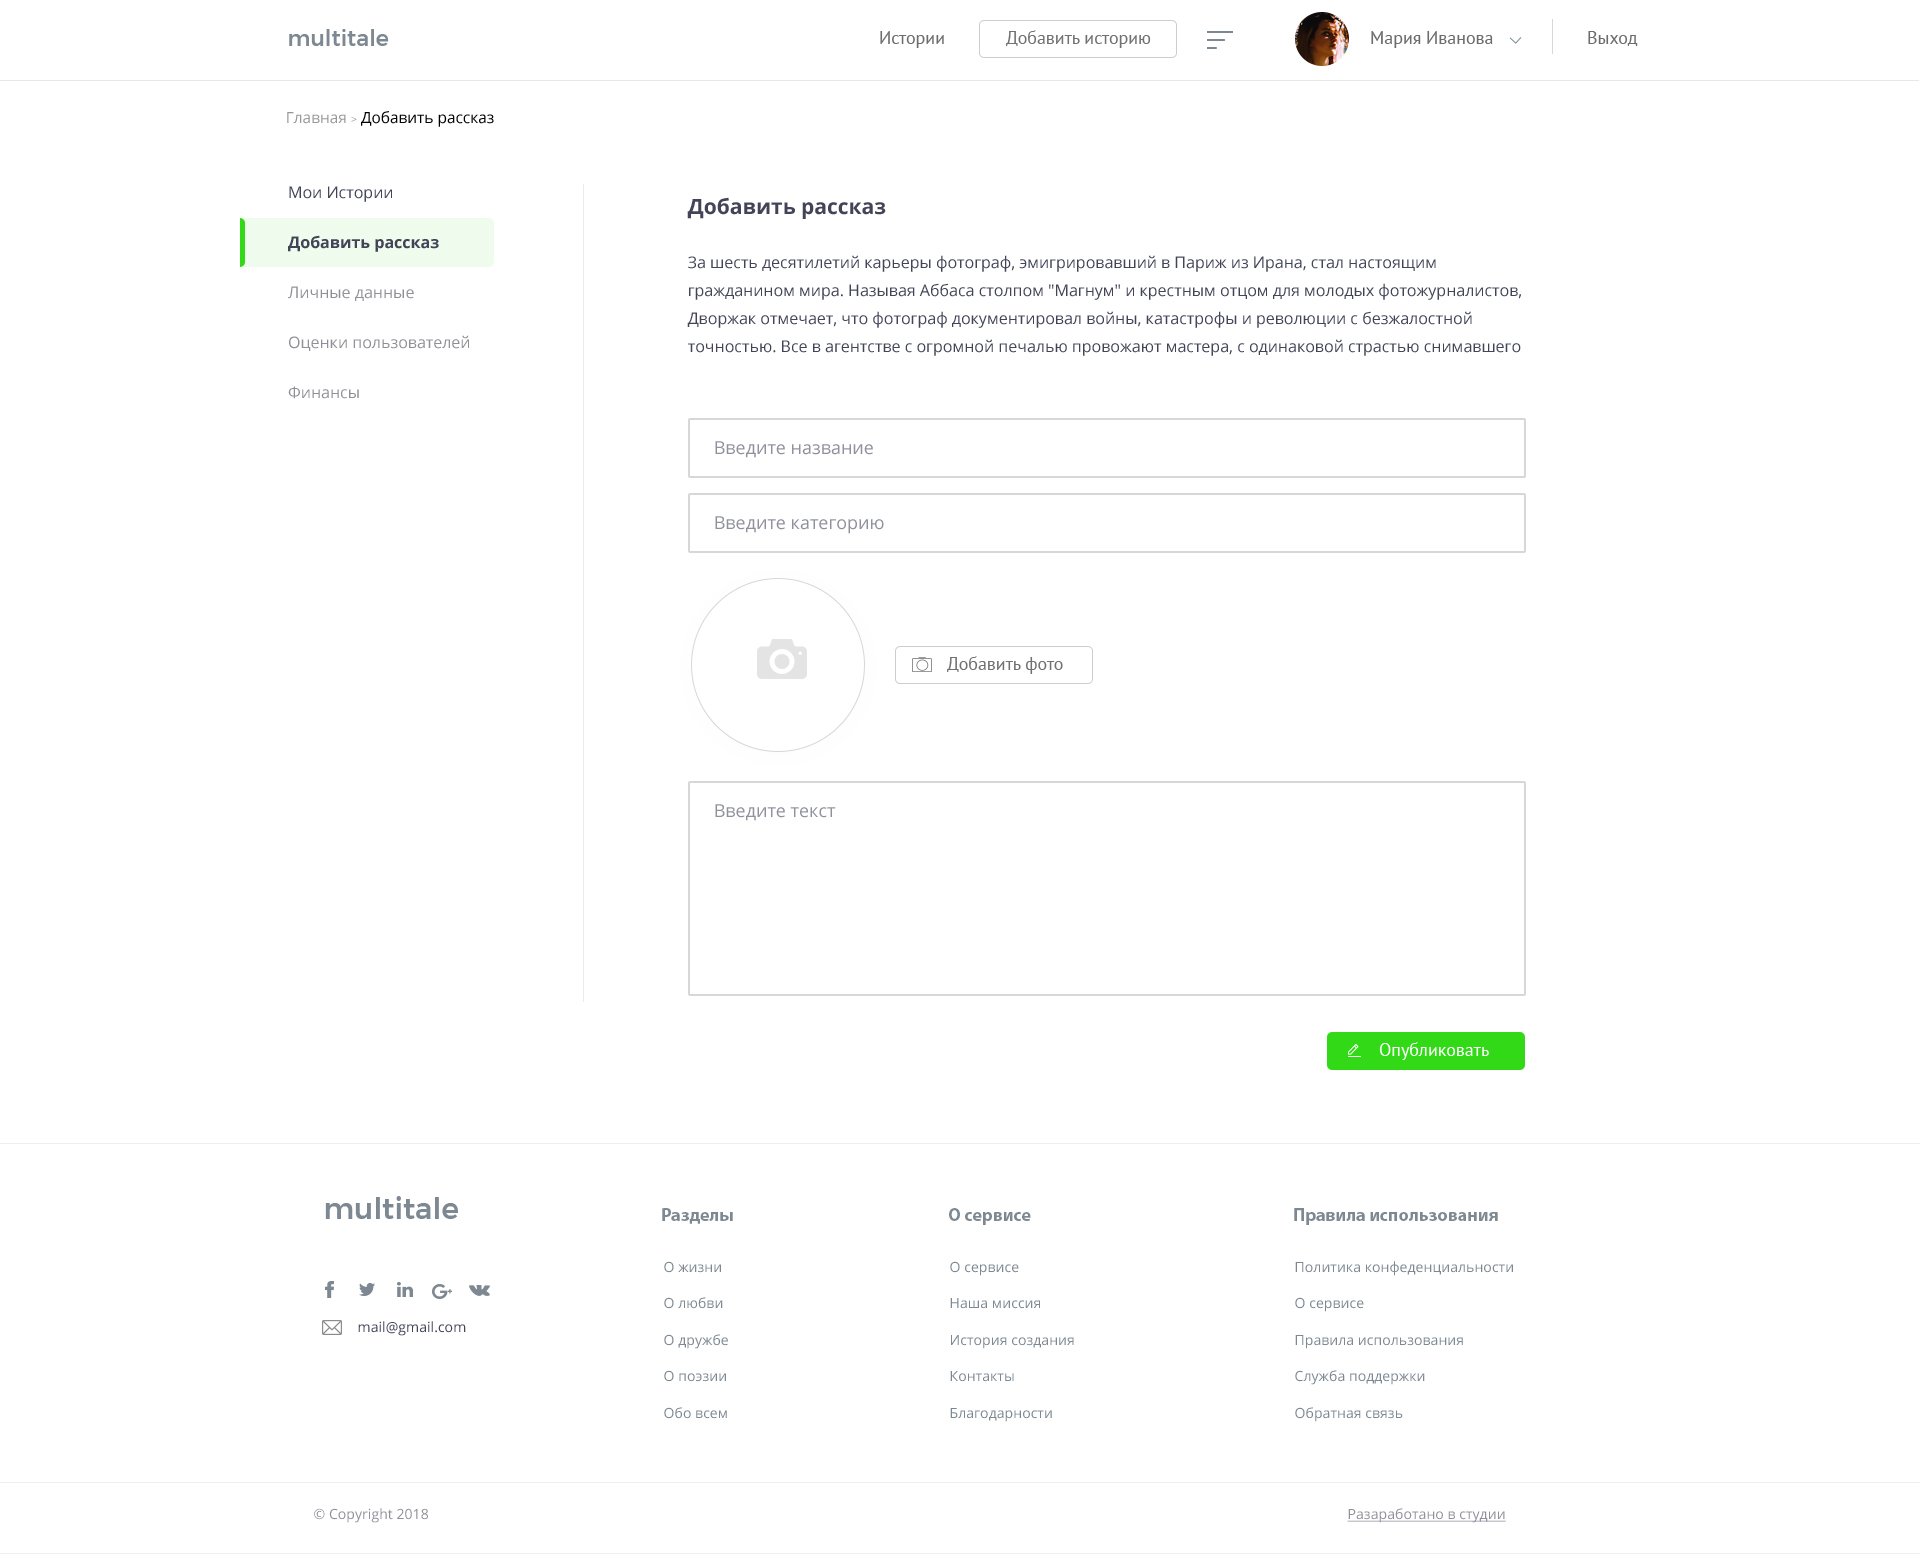 multitale
Истории
Добавить историю
Мария Иванова
Выход
Главная > Добавить рассказ
Мои Истории
Добавить рассказ
Личные данные
Оценки пользователей
Финансы
Добавить рассказ
За шесть десятилетий карьеры фотограф, эмигрировавший в Париж из Ирана, стал настоящим
гражданином мира. Называя Аббаса столпом "Магнум" и крестным отцом для молодых фотожурналистов,
Дворжак отмечает, что фотограф документировал войны, катастрофы и революции с безжалостной
точностью. Все в агентстве с огромной печалью провожают мастера, с одинаковой страстью снимавшего
Введите название
Введите категорию
Добавить фото
Введите текст
Опубликовать
multitale
mail@gmail.com
Разделы
О жизни
О любви
О дружбе
О поэзии
Обо всем
О сервисе
О сервисе
Наша миссия
История создания
Контакты
Благодарности
Правила использования
Политика конфеденциальности
О сервисе
Правила использования
Служба поддержки
Обратная связь
© Copyright 2018
Разаработано в студии